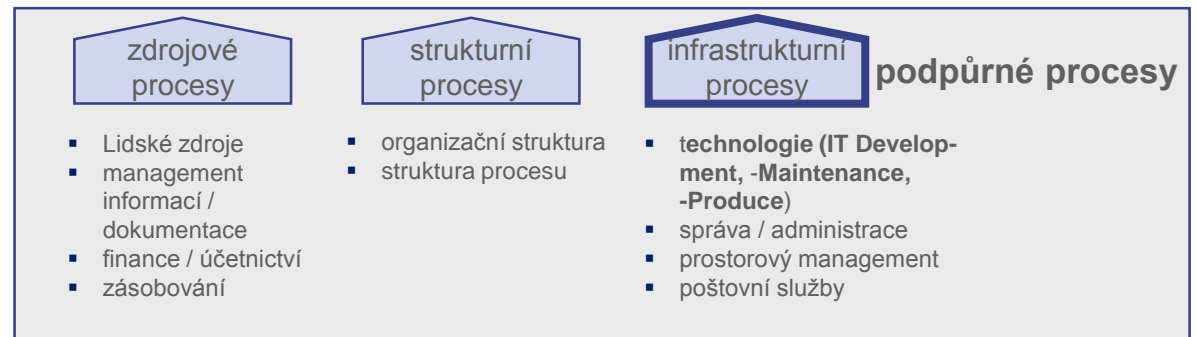 zdrojové
procesy
strukturní
procesy
infrastrukturní
procesy
podpůrné procesy
▪ Lidské zdroje
▪ management
informací /
dokumentace
▪ finance / účetnictví
▪ zásobování
▪ organizační struktura
▪ struktura procesu
▪ technologie (IT Develop-
ment, -Maintenance,
-Produce)
▪ správa / administrace
▪ prostorový management
▪ poštovní služby